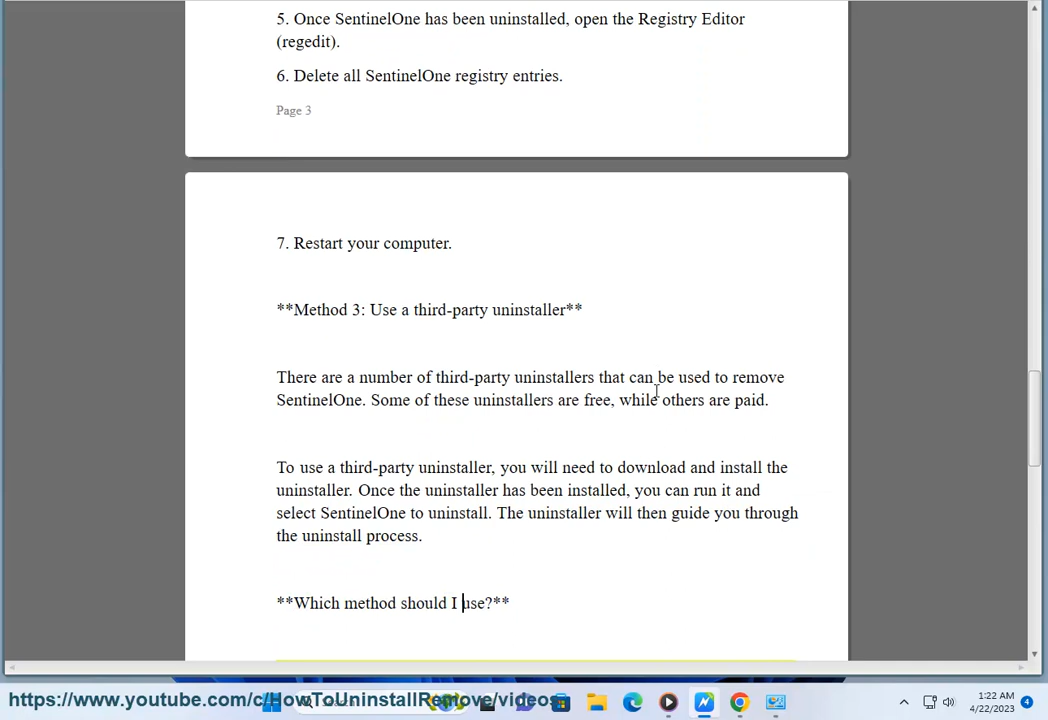 5. Once SentinelOne has been uninstalled, open the Registry Editor
(regedit).
6. Delete all SentinelOne registry entries.
Page 3
7. Restart your computer.
**Method 3: Use a third-party uninstaller**
There are a number of third-party uninstallers that can be used to remove
SentinelOne. Some of these uninstallers are free, while others are paid.
To use a third-party uninstaller, you will need to download and install the
uninstaller. Once the uninstaller has been installed, you can run it and
select SentinelOne to uninstall. The uninstaller will then guide you through
the uninstall process.
**Which method should I use?**
https://www.youtube.com/c/HowToUninstallRemove/videos
1:22 AM
4/22/2023
4